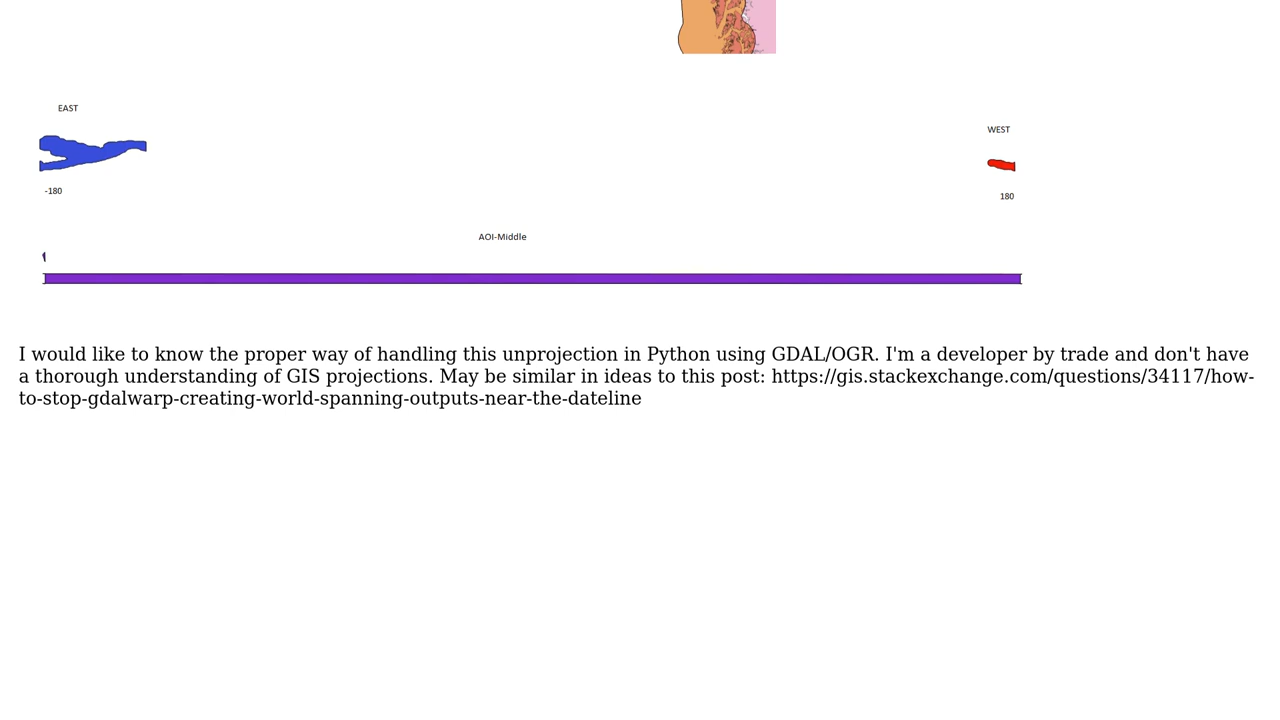 EAST
WEST
-180
180
AOI-Middle
I would like to know the proper way of handling this unprojection in Python using GDAL/OGR. I'm a developer by trade and don't have
a thorough understanding of GIS projections. May be similar in ideas to this post: https://gis.stackexchange.com/questions/34117/how-
to-stop-gdalwarp-creating-world-spanning-outputs-near-the-dateline